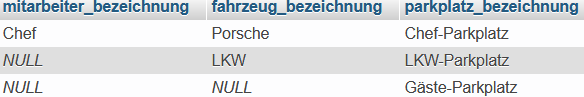 mitarbeiter_bezeichnung fahrzeug_bezeichnung parkplatz_bezeichnung
Chef Porsche Chef-Parkplatz
NULL LKW LKW-Parkplatz
NULL NULL Gäste-Parkplatz